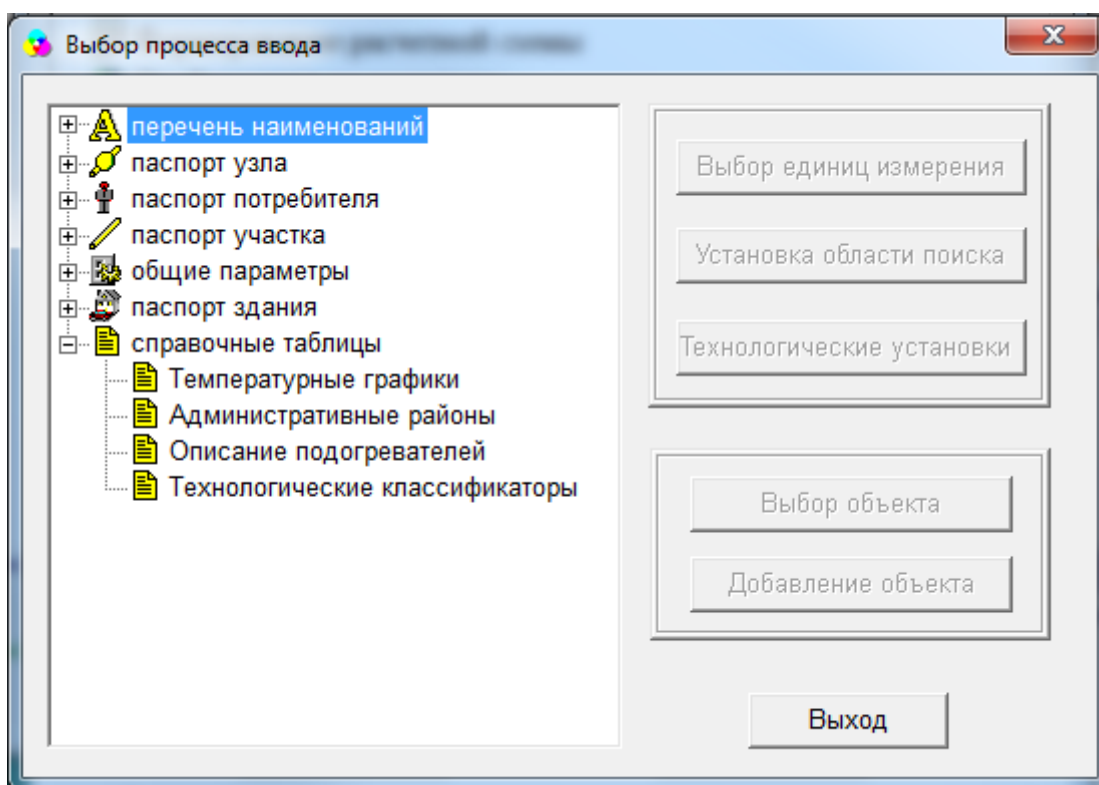 Выбор процесса ввода
перечень наименований
паспорт узла
паспорт потребителя
паспорт участка
общие параметры
паспорт здания
справочные таблицы
Температурные графики
Административные районы
Описание подогревателей
Технологические классификаторы
Выбор единиц измерения
Установка области поиска
Технологические установки
Выбор объекта
Добавление объекта
Выход